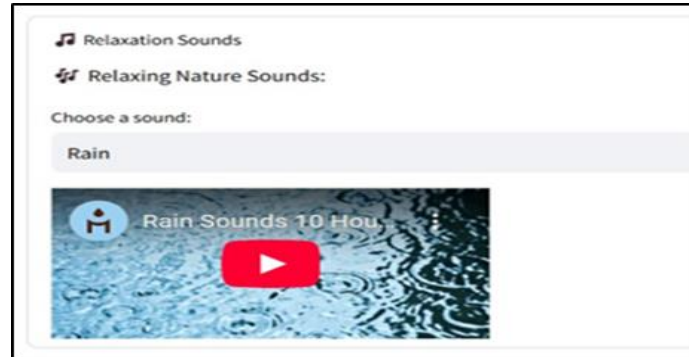 Relaxation Sounds
Relaxing Nature Sounds:
Choose a sound:
Rain
Rain Sounds 10 Hou...